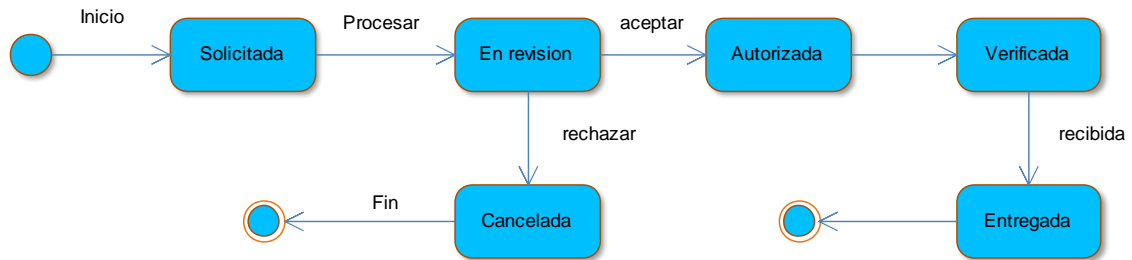 Inicio
Procesar
aceptar
Solicitada
En revision
Autorizada
Verificada
rechazar
recibida
Fin
Cancelada
Entregada